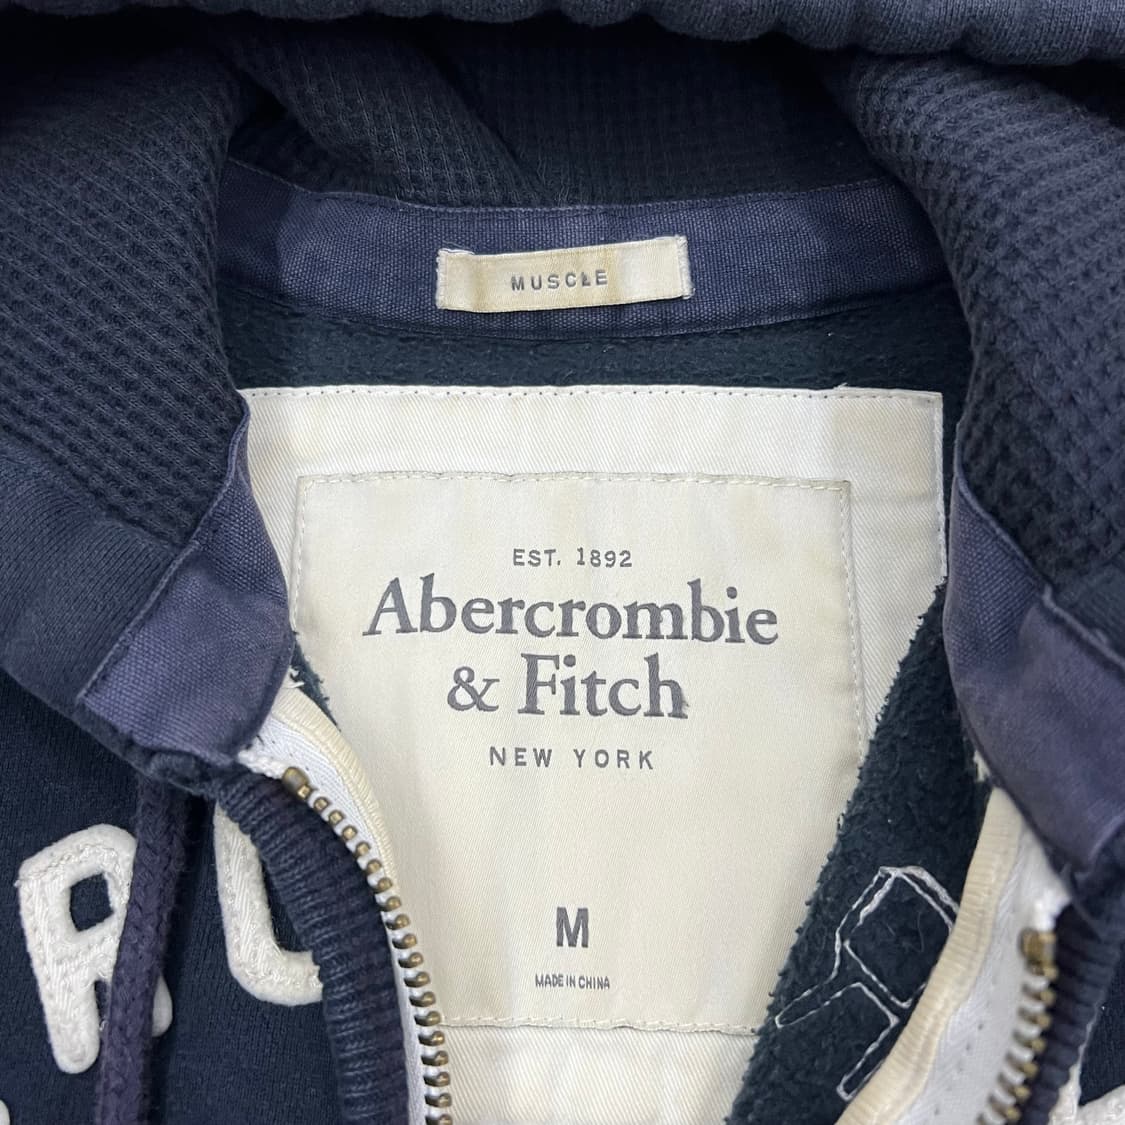 MUSCLE
EST. 1892
Abercrombie
& Fitch
NEW YORK
M
MADE IN CHINA